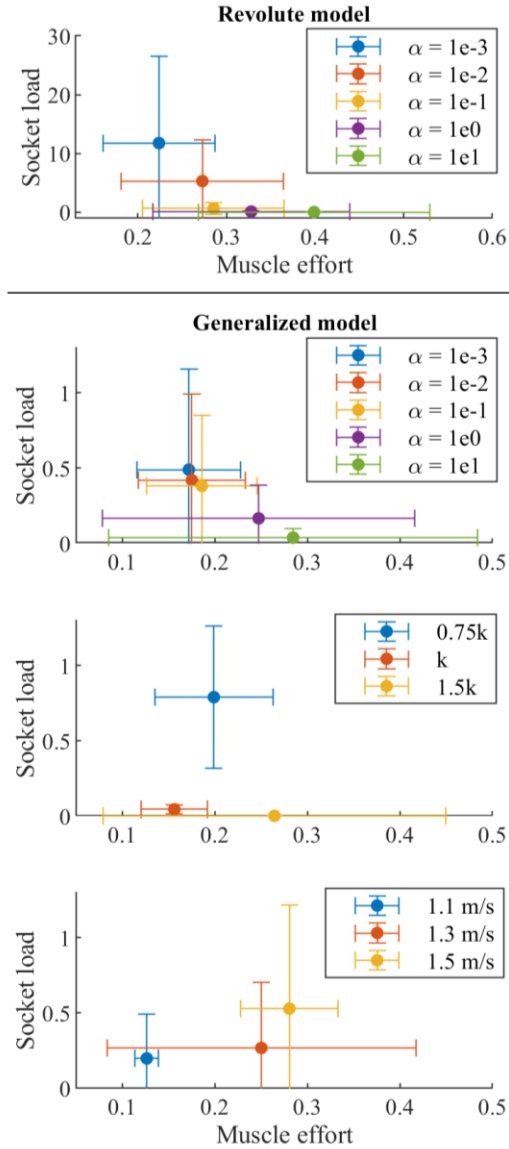 Revolute model
30
20
10
0
Socket load
α = 1e-3
α = 1e-2
α = 1e-1
α = 1e0
α = 1e1
0.2 0.3 0.4 0.5 0.6
Muscle effort
Generalized model
1
0.5
0
Socket load
α = 1e-3
α = 1e-2
α = 1e-1
α = 1e0
α = 1e1
0.1 0.2 0.3 0.4 0.5
1
0.5
0
Socket load
0.75k
k
1.5k
0.1 0.2 0.3 0.4 0.5
1
0.5
0
Socket load
1.1 m/s
1.3 m/s
1.5 m/s
0.1 0.2 0.3 0.4 0.5
Muscle effort